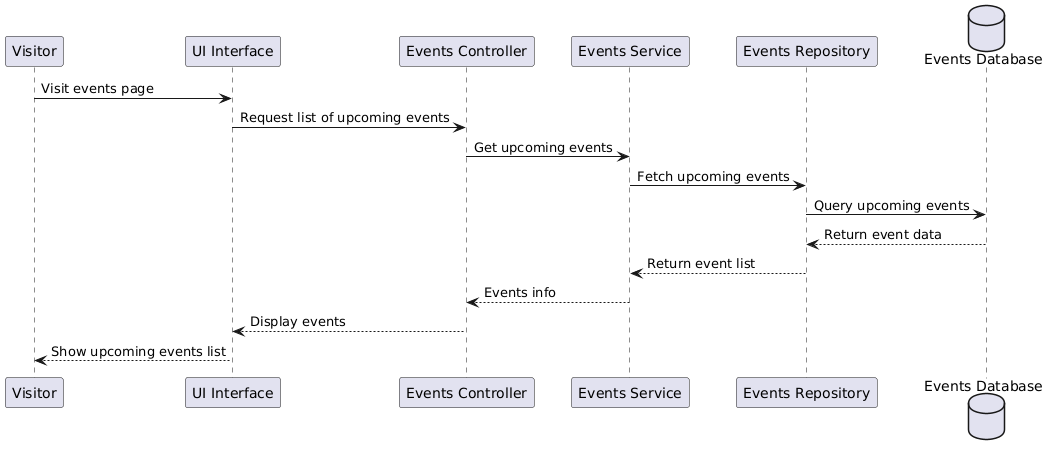 Visitor
UI Interface
Events Controller
Events Service
Events Repository
Events Database
Visit events page
Request list of upcoming events
Get upcoming events
Fetch upcoming events
Query upcoming events
Return event data
Return event list
Events info
Display events
Show upcoming events list
Visitor
UI Interface
Events Controller
Events Service
Events Repository
Events Database